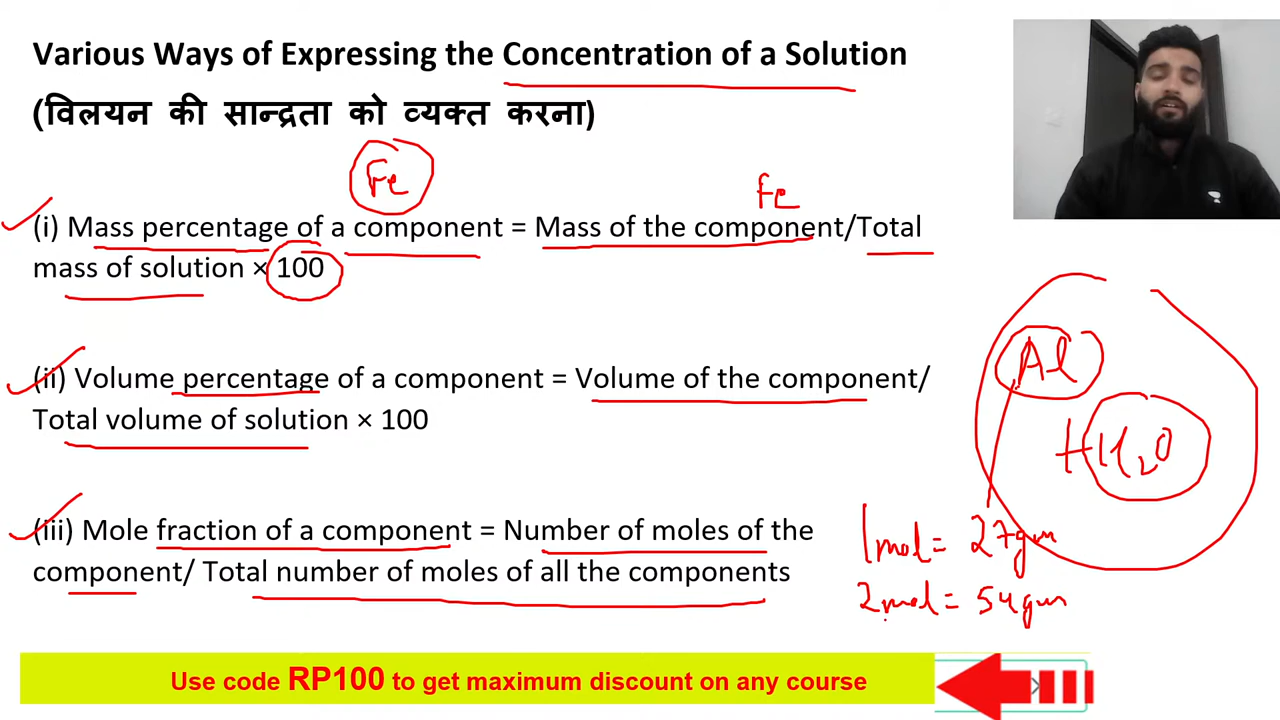 Various Ways of Expressing the Concentration of a Solution
(विलयन की सान्द्रता को व्यक्त करना)
Fe
Fe
(i) Mass percentage of a component = Mass of the component/Total
mass of solution × 100
Al
(ii) Volume percentage of a component = Volume of the component/
Total volume of solution × 100
H2O
(iii) Mole fraction of a component = Number of moles of the
component/ Total number of moles of all the components
1mol = 27gm
2mol = 54gm
Use code RP100 to get maximum discount on any course